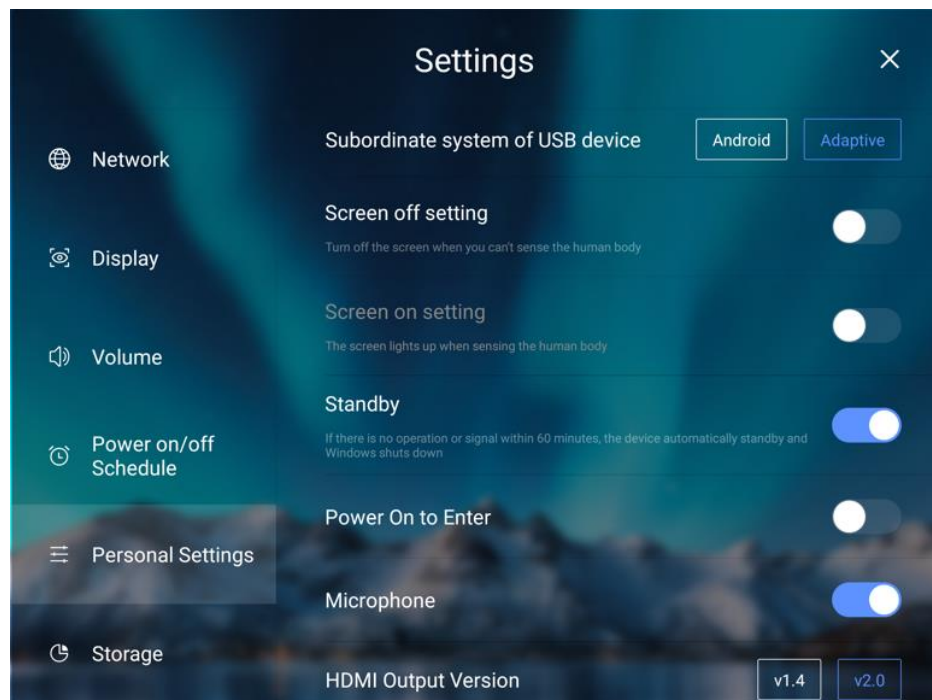 Settings
Network
Display
Volume
Power on/off
Schedule
Personal Settings
Storage
Subordinate system of USB device
Android
Adaptive
Screen off setting
Turn off the screen when you can't sense the human body
Screen on setting
The screen lights up when sensing the human body
Standby
If there is no operation or signal within 60 minutes, the device automatically standby and
Windows shuts down
Power On to Enter
Microphone
HDMI Output Version
v1.4
v2.0